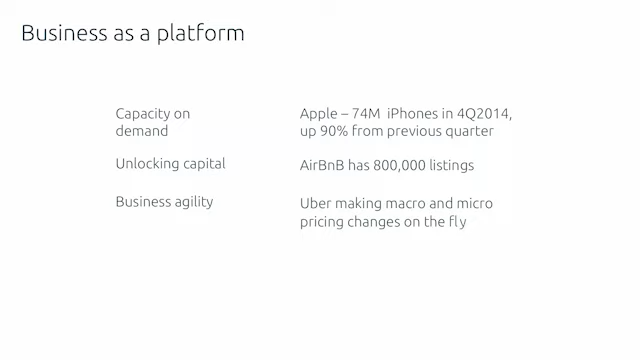 Business as a platform
Capacity on
demand
Apple – 74M iPhones in 4Q2014,
up 90% from previous quarter
Unlocking capital
AirBnB has 800,000 listings
Business agility
Uber making macro and micro
pricing changes on the fly